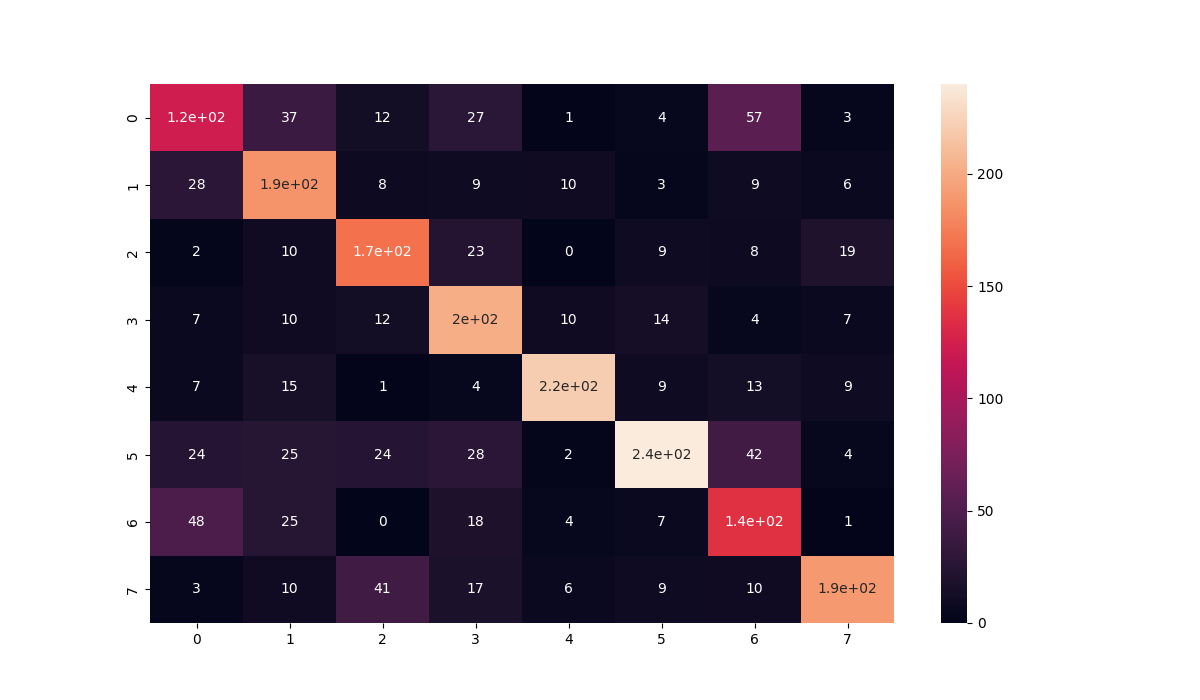 0 1.2e+02 37 12 27 1 4 57 3
1 28 1.9e+02 8 9 10 3 9 6
2 2 10 1.7e+02 23 0 9 8 19
3 7 10 12 2e+02 10 14 4 7
4 7 15 1 4 2.2e+02 9 13 9
5 24 25 24 28 2 2.4e+02 42 4
6 48 25 0 18 4 7 1.4e+02 1
7 3 10 41 17 6 9 10 1.9e+02
0 1 2 3 4 5 6 7
200
150
100
50
0